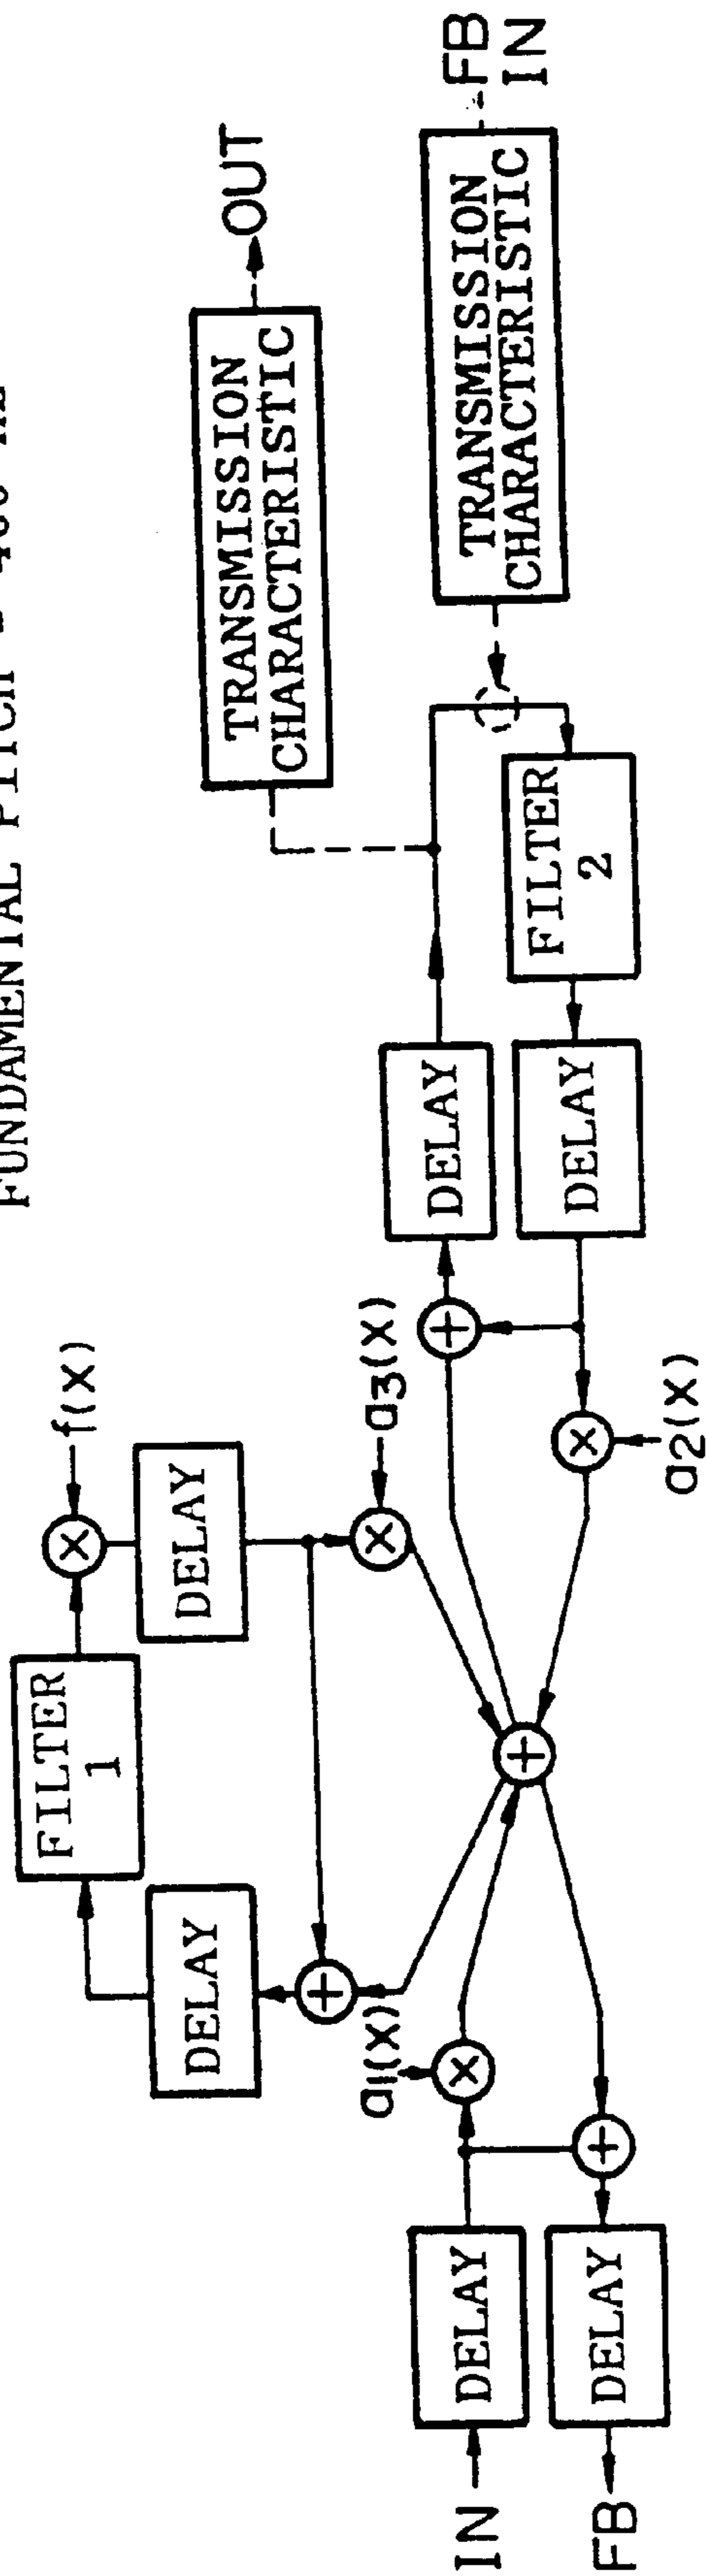 FUNDAMENTAL PITCH
OUT
TRANSMISSION
CHARACTERISTIC
FB
IN
TRANSMISSION
CHARACTERISTIC
f(x)
FILTER
1
DELAY
DELAY
a3(x)
a1(x)
DELAY
FILTER
2
DELAY
a2(x)
IN
DELAY
FB
DELAY